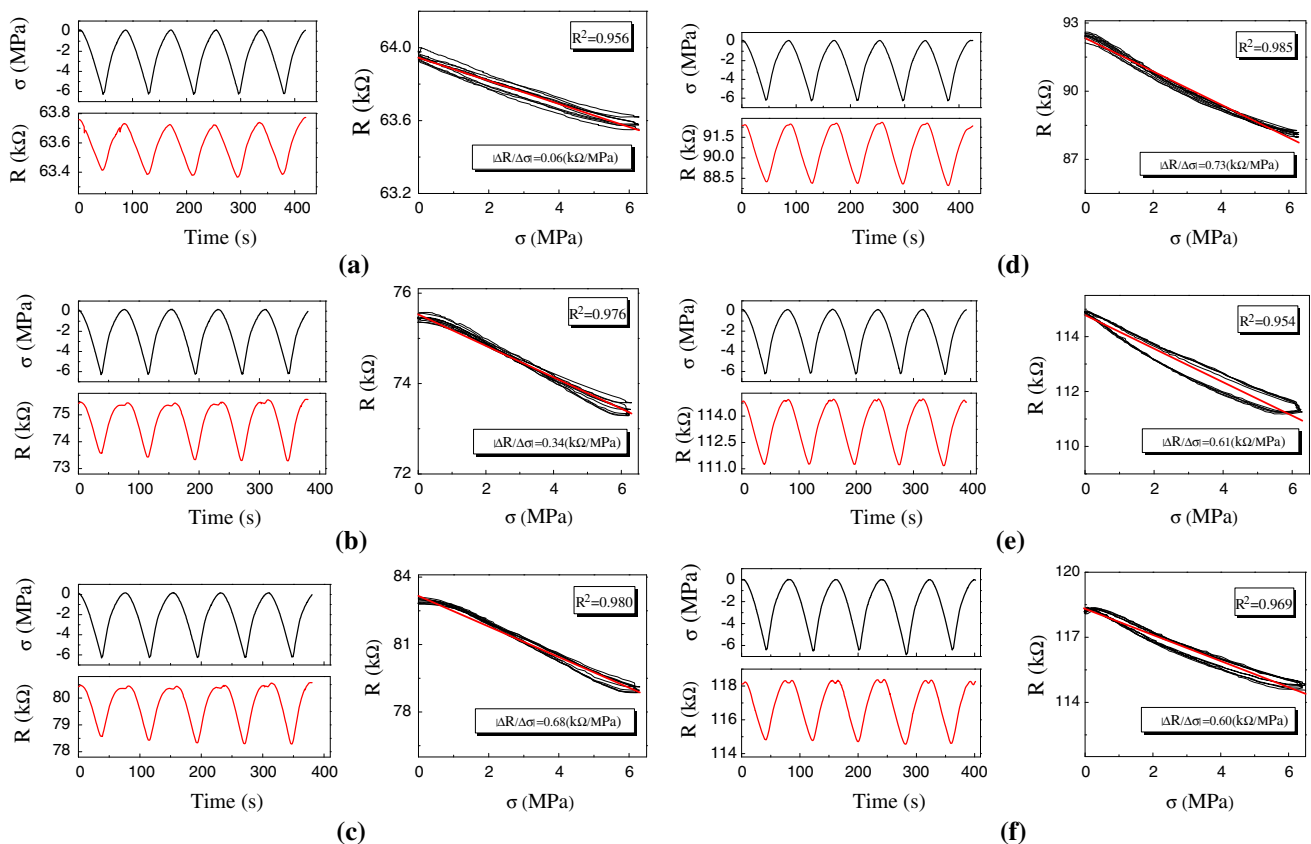 σ (MPa)
0
-2
-4
-6
R (kΩ)
63.8
63.6
63.4
0 100 200 300 400
Time (s)
R (kΩ)
64.0
63.6
63.2
R²=0.956
|ΔR/Δσ|=0.06(kΩ/MPa)
0 2 4 6
σ (MPa)
(a)
σ (MPa)
0
-2
-4
-6
R (kΩ)
91.5
90.0
88.5
0 100 200 300 400
Time (s)
R (kΩ)
93
90
87
R²=0.985
|ΔR/Δσ|=0.73(kΩ/MPa)
0 2 4 6
σ (MPa)
(d)
σ (MPa)
0
-2
-4
-6
R (kΩ)
75
74
73
0 100 200 300 400
Time (s)
R (kΩ)
76
74
72
R²=0.976
|ΔR/Δσ|=0.34(kΩ/MPa)
0 2 4 6
σ (MPa)
(b)
σ (MPa)
0
-2
-4
-6
R (kΩ)
114.0
112.5
111.0
0 100 200 300 400
Time (s)
R (kΩ)
114
112
110
R²=0.954
|ΔR/Δσ|=0.61(kΩ/MPa)
0 2 4 6
σ (MPa)
(e)
σ (MPa)
0
-2
-4
-6
R (kΩ)
80
79
78
0 100 200 300 400
Time (s)
R (kΩ)
84
81
78
R²=0.980
|ΔR/Δσ|=0.68(kΩ/MPa)
0 2 4 6
σ (MPa)
(c)
σ (MPa)
0
-2
-4
-6
R (kΩ)
118
116
114
0 100 200 300 400
Time (s)
R (kΩ)
120
117
114
R²=0.969
|ΔR/Δσ|=0.60(kΩ/MPa)
0 2 4 6
σ (MPa)
(f)